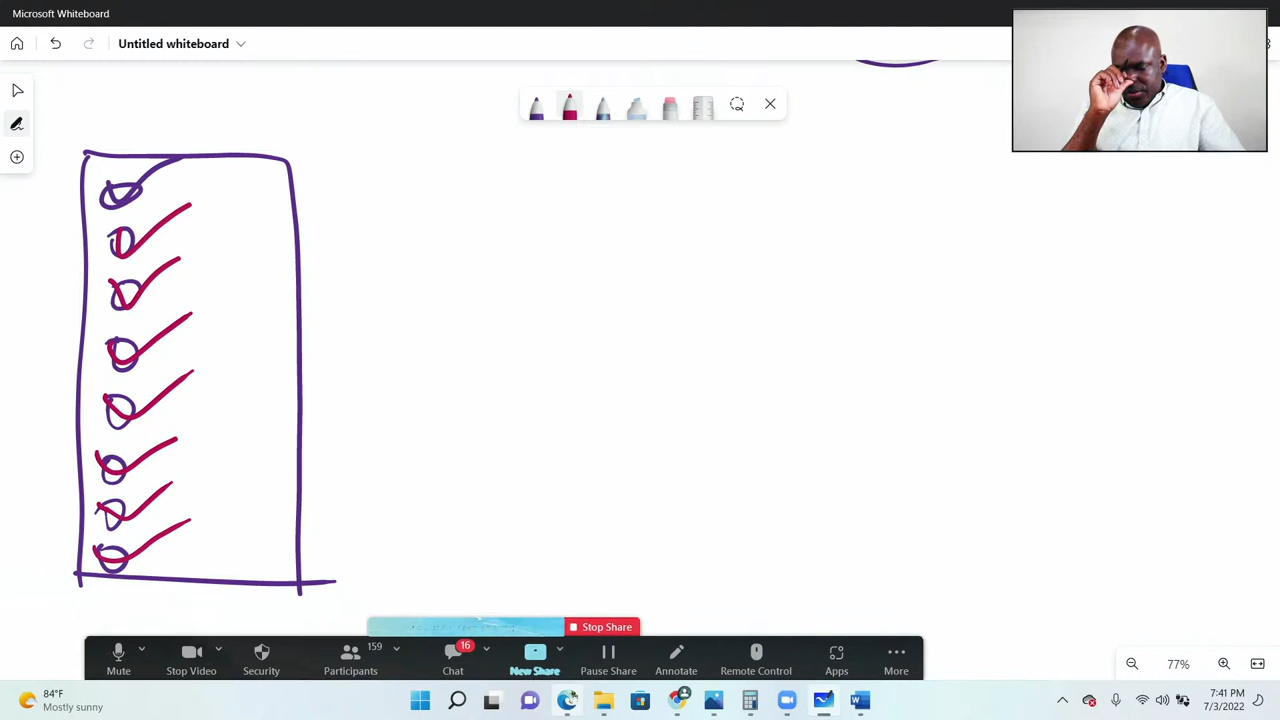 Microsoft Whiteboard
Untitled whiteboard
Stop Share
Mute
Stop Video
Security
159
Participants
16
Chat
New Share
Pause Share
Annotate
Remote Control
Apps
More
77%
84°F
Mostly sunny
7:41 PM
7/3/2022